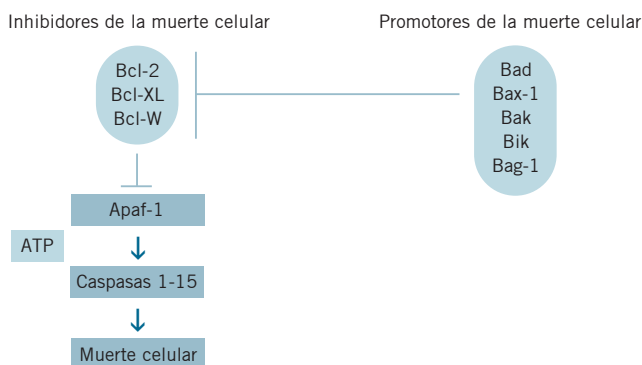 Inhibidores de la muerte celular
Promotores de la muerte celular
Bcl-2
Bcl-XL
Bcl-W
Bad
Bax-1
Bak
Bik
Bag-1
Apaf-1
ATP
Caspasas 1-15
Muerte celular